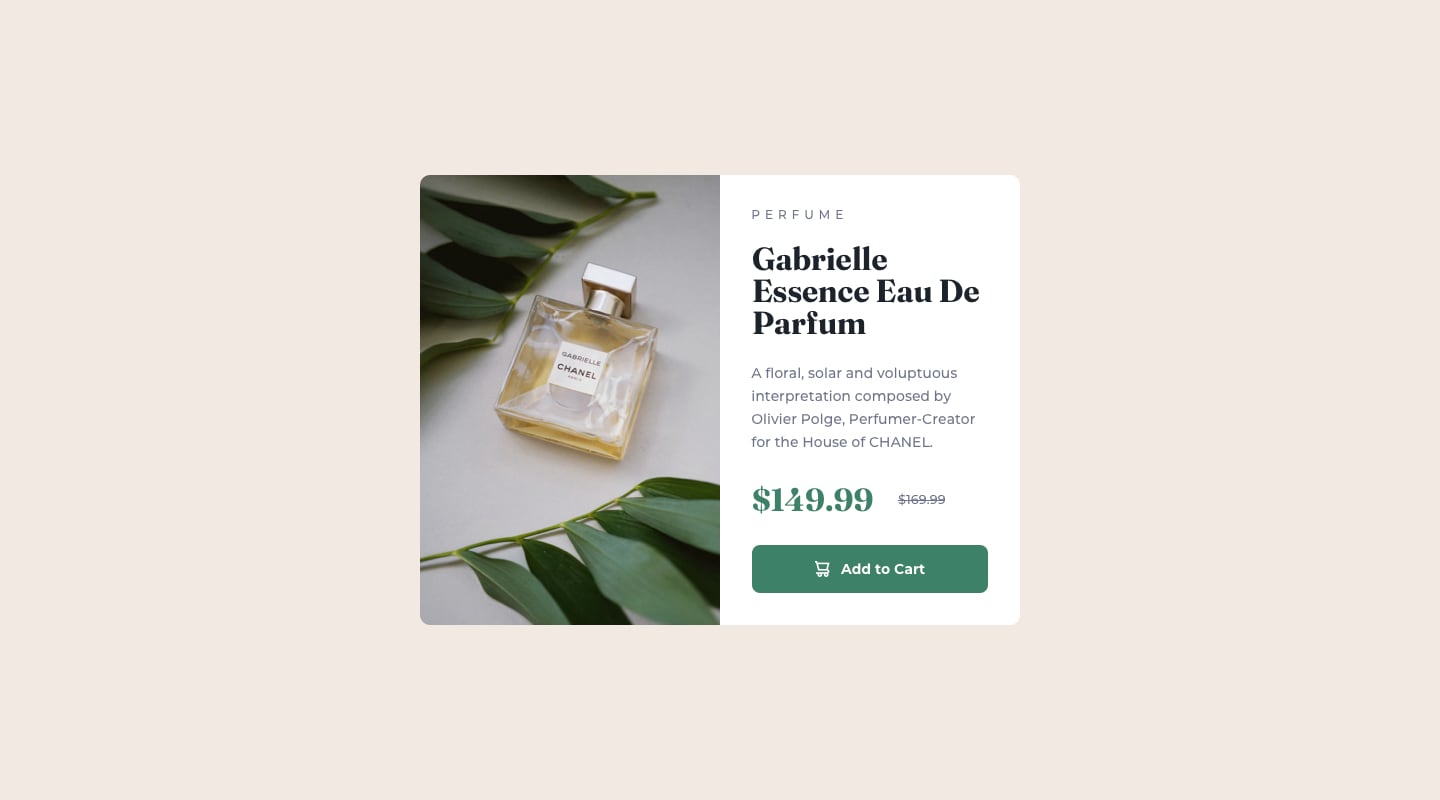 GABRIELLE
CHANEL
PARIS
PERFUME
Gabrielle
Essence Eau De
Parfum
A floral, solar and voluptuous
interpretation composed by
Olivier Polge, Perfumer-Creator
for the House of CHANEL.
$149.99 $169.99
Add to Cart